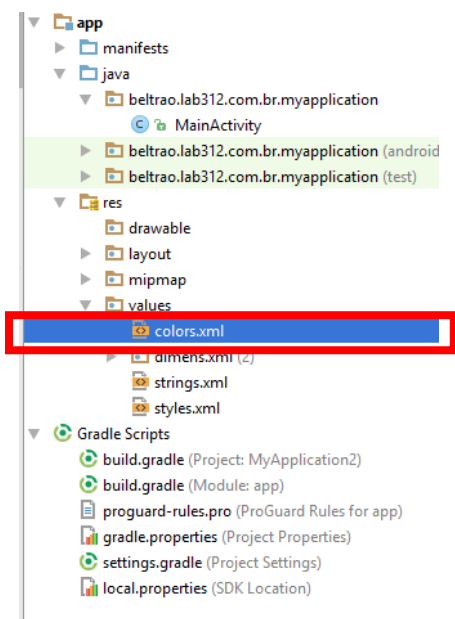 app
manifests
java
beltrao.lab312.com.br.myapplication
C MainActivity
beltrao.lab312.com.br.myapplication (android
beltrao.lab312.com.br.myapplication (test)
res
drawable
layout
mipmap
values
colors.xml
dimens.xml (2)
strings.xml
styles.xml
Gradle Scripts
build.gradle (Project: MyApplication2)
build.gradle (Module: app)
proguard-rules.pro (ProGuard Rules for app)
gradle.properties (Project Properties)
settings.gradle (Project Settings)
local.properties (SDK Location)